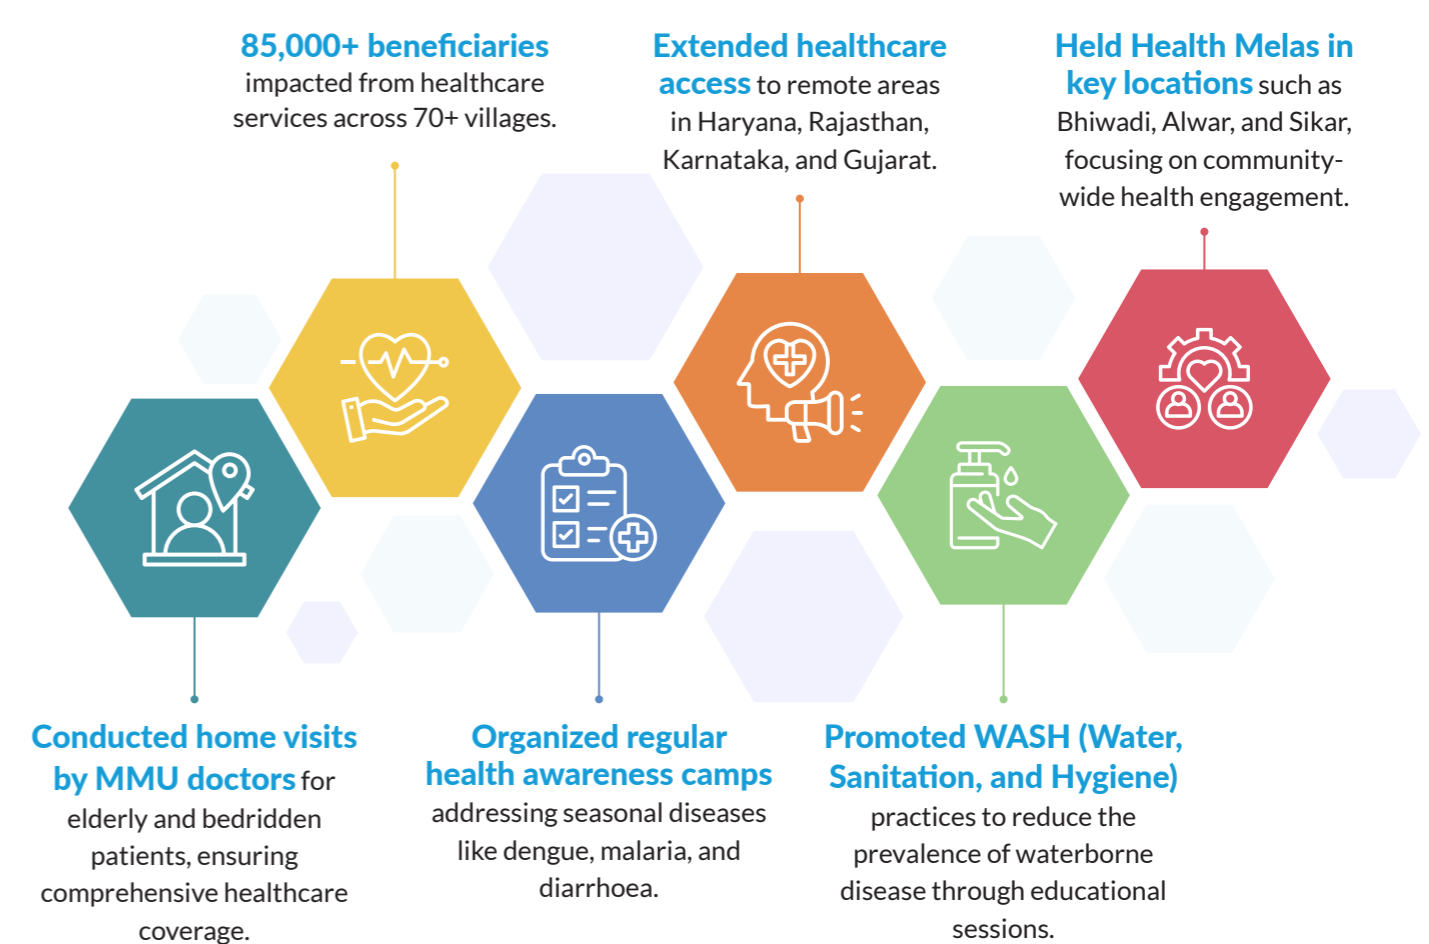 85,000+ beneficiaries
impacted from healthcare
services across 70+ villages.
Extended healthcare
access to remote areas
in Haryana, Rajasthan,
Karnataka, and Gujarat.
Held Health Melas in
key locations such as
Bhiwadi, Alwar, and Sikar,
focusing on community-
wide health engagement.
Conducted home visits
by MMU doctors for
elderly and bedridden
patients, ensuring
comprehensive healthcare
coverage.
Organized regular
health awareness camps
addressing seasonal diseases
like dengue, malaria, and
diarrhoea.
Promoted WASH (Water,
Sanitation, and Hygiene)
practices to reduce the
prevalence of waterborne
disease through educational
sessions.